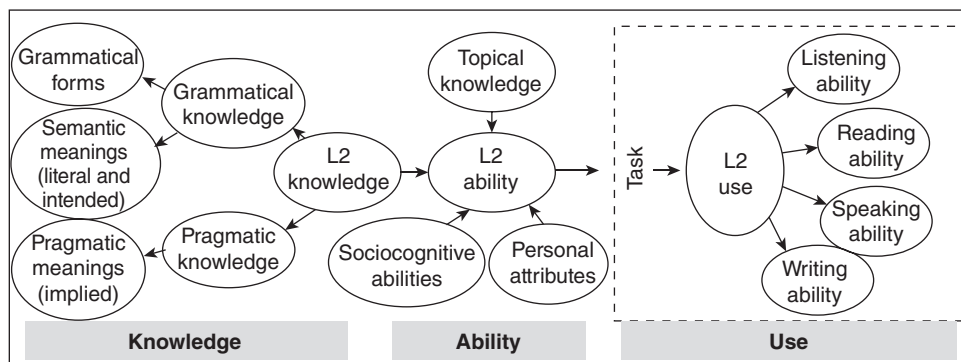 Grammatical
forms
Grammatical
knowledge
Semantic
meanings
(literal and
intended)
L2
knowledge
Pragmatic
knowledge
Pragmatic
meanings
(implied)
Topical
knowledge
L2
ability
Sociocognitive
abilities
Personal
attributes
Task
L2
use
Listening
ability
Reading
ability
Speaking
ability
Writing
ability
Knowledge
Ability
Use